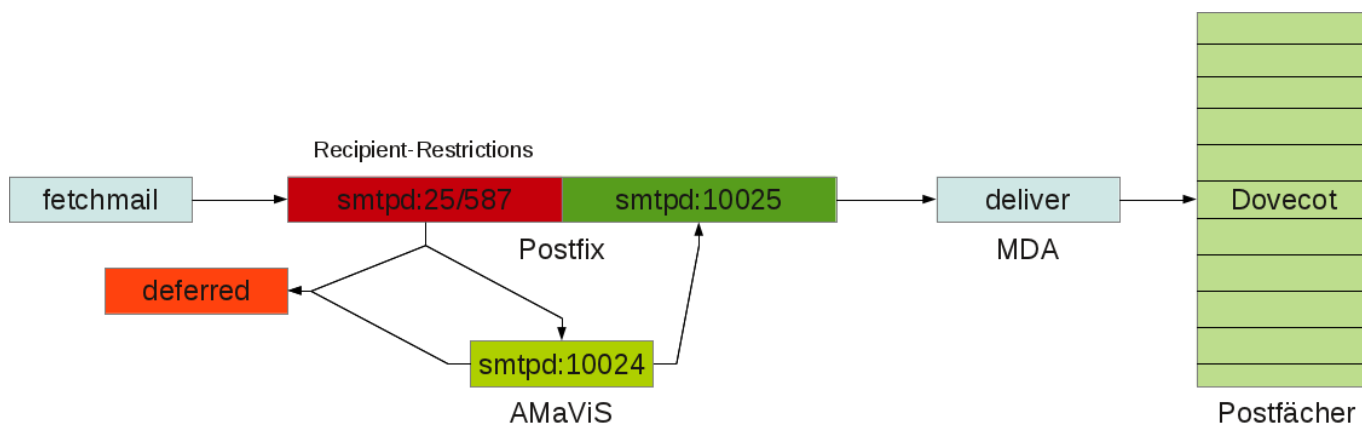 Recipient-Restrictions
fetchmail
smtpd:25/587
smtpd:10025
deliver
Dovecot
Postfix
MDA
deferred
smtpd:10024
AMaViS
Postfächer